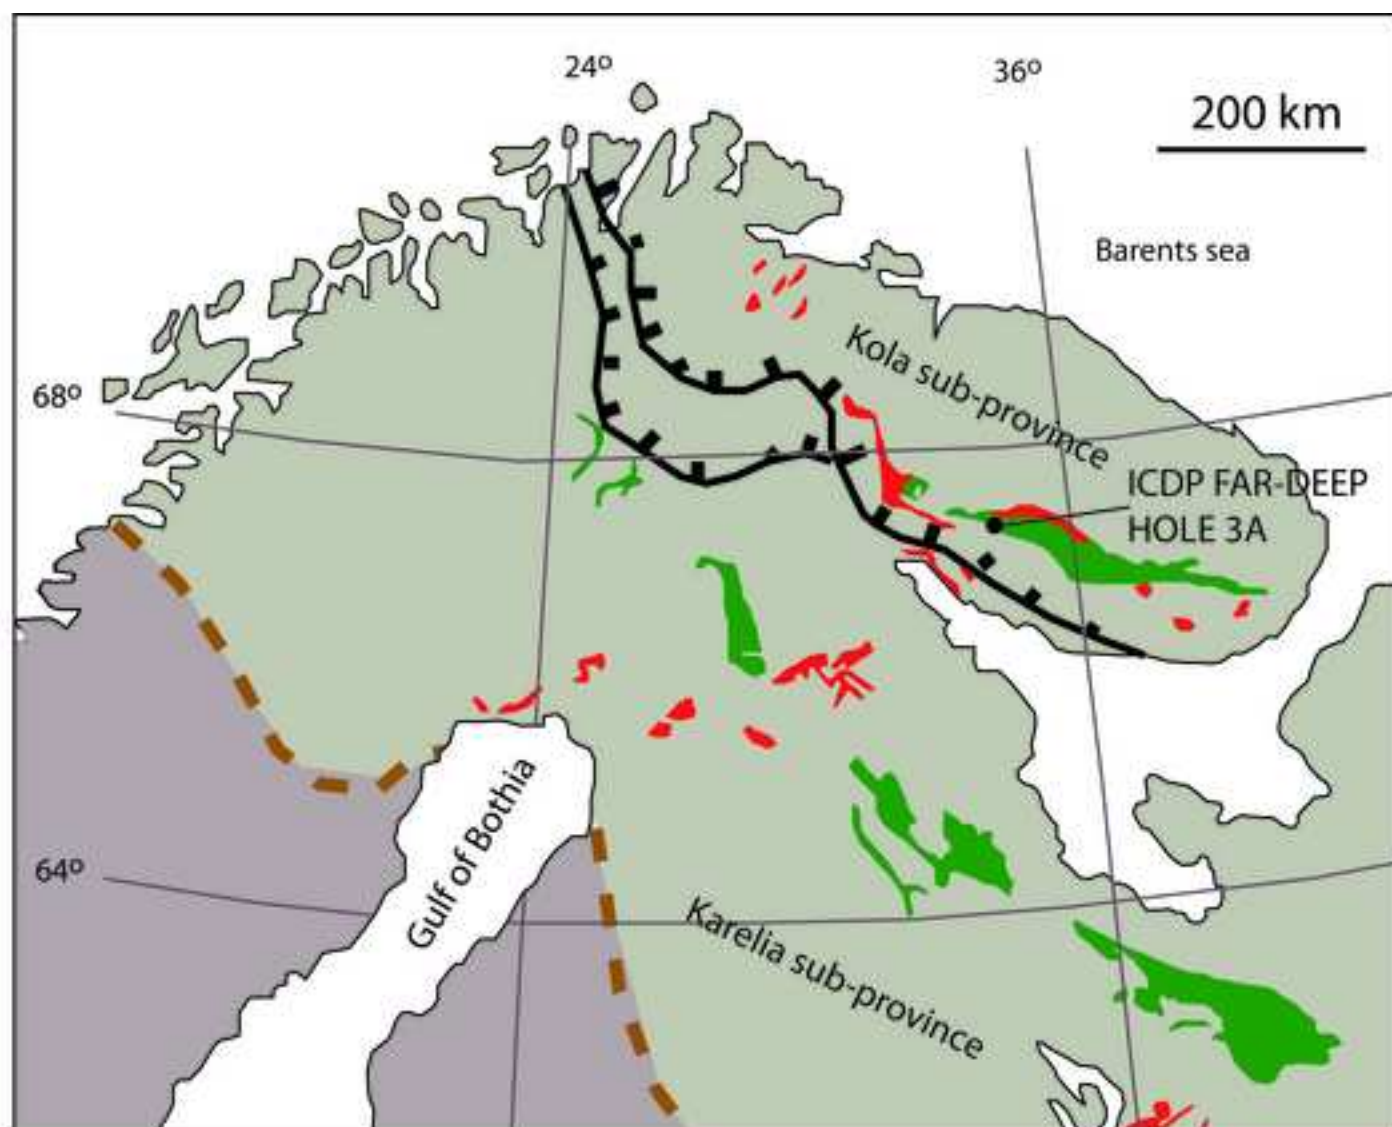 24º
36º
200 km
Barents sea
Kola sub-province
68º
ICDP FAR-DEEP
HOLE 3A
Gulf of Bothia
64º
Karelia sub-province